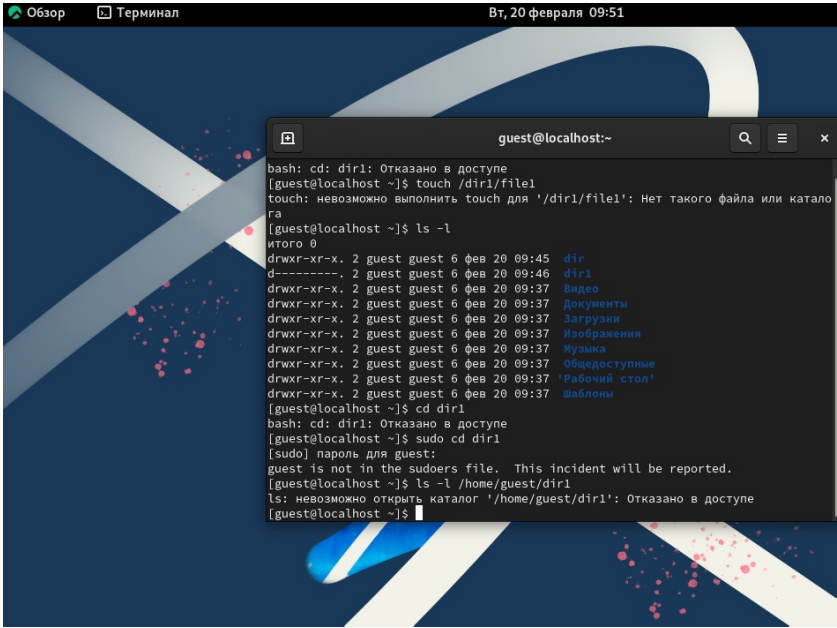 Обзор
Терминал
Вт, 20 февраля 09:51
guest@localhost:~
bash: cd: dir1: Отказано в доступе
[guest@localhost ~]$ touch /dir1/file1
touch: невозможно выполнить touch для '/dir1/file1': Нет такого файла или катало
га
[guest@localhost ~]$ ls -l
итого 0
drwxr-xr-x. 2 guest guest 6 фев 20 09:45 dir
d---------. 2 guest guest 6 фев 20 09:46 dir1
drwxr-xr-x. 2 guest guest 6 фев 20 09:37 Видео
drwxr-xr-x. 2 guest guest 6 фев 20 09:37 Документы
drwxr-xr-x. 2 guest guest 6 фев 20 09:37 Загрузки
drwxr-xr-x. 2 guest guest 6 фев 20 09:37 Изображения
drwxr-xr-x. 2 guest guest 6 фев 20 09:37 Музыка
drwxr-xr-x. 2 guest guest 6 фев 20 09:37 Общедоступные
drwxr-xr-x. 2 guest guest 6 фев 20 09:37 'Рабочий стол'
drwxr-xr-x. 2 guest guest 6 фев 20 09:37 Шаблоны
[guest@localhost ~]$ cd dir1
bash: cd: dir1: Отказано в доступе
[guest@localhost ~]$ sudo cd dir1
[sudo] пароль для guest:
guest is not in the sudoers file.  This incident will be reported.
[guest@localhost ~]$ ls -l /home/guest/dir1
ls: невозможно открыть каталог '/home/guest/dir1': Отказано в доступе
[guest@localhost ~]$